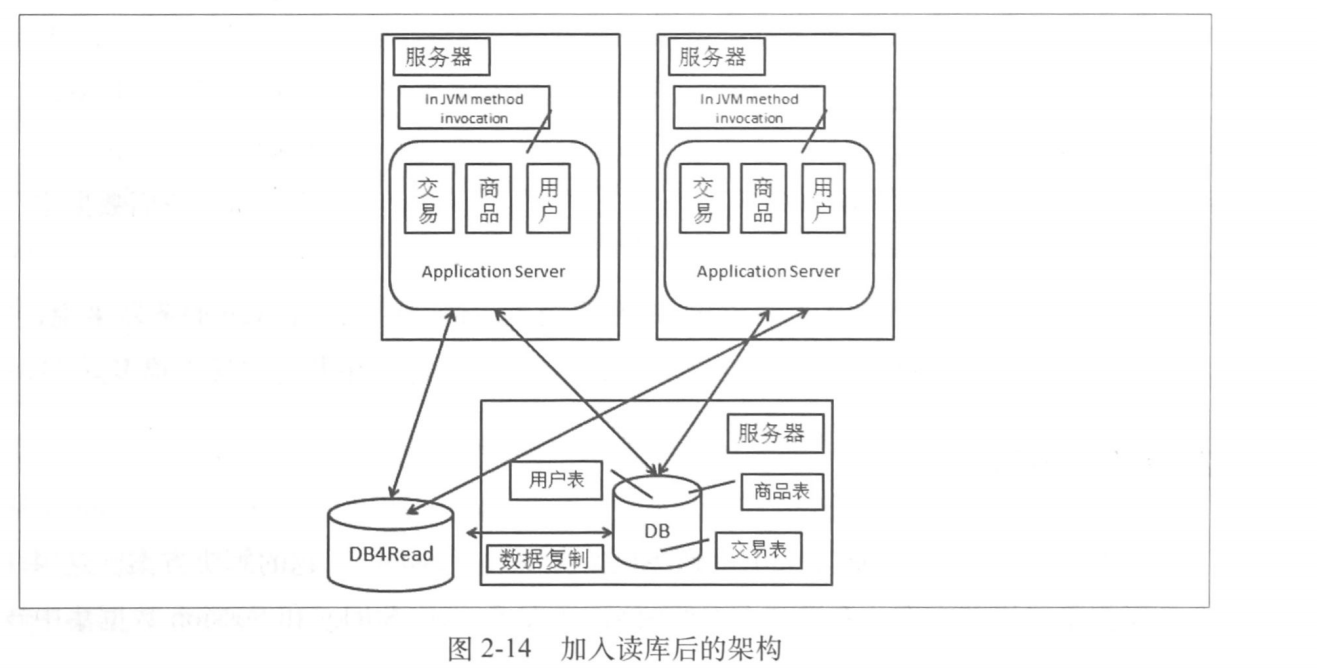 服务器
服务器
In JVM method
invocation
In JVM method
invocation
交易
商品
用户
交易
商品
用户
Application Server
Application Server
服务器
用户表
商品表
DB
DB4Read
数据复制
交易表
图 2-14 加入读库后的架构